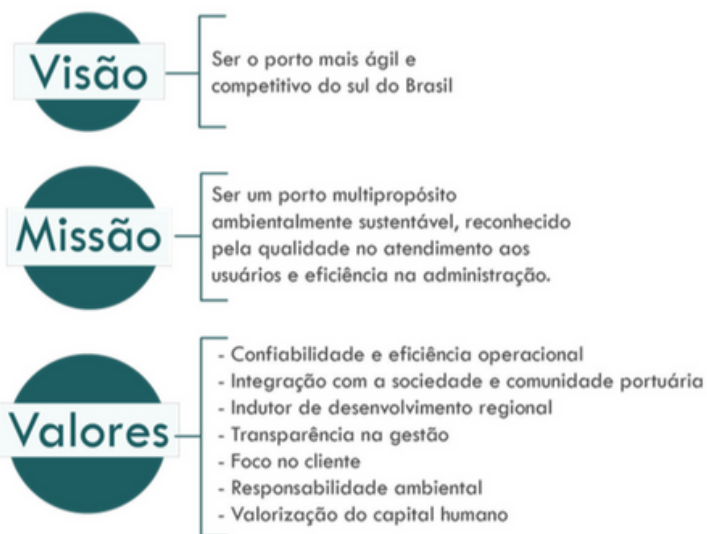 Visão
Ser o porto mais ágil e
competitivo do sul do Brasil
Missão
Ser um porto multipropósito
ambientalmente sustentável, reconhecido
pela qualidade no atendimento aos
usuários e eficiência na administração.
Valores
- Confiabilidade e eficiência operacional
- Integração com a sociedade e comunidade portuária
- Indutor de desenvolvimento regional
- Transparência na gestão
- Foco no cliente
- Responsabilidade ambiental
- Valorização do capital humano